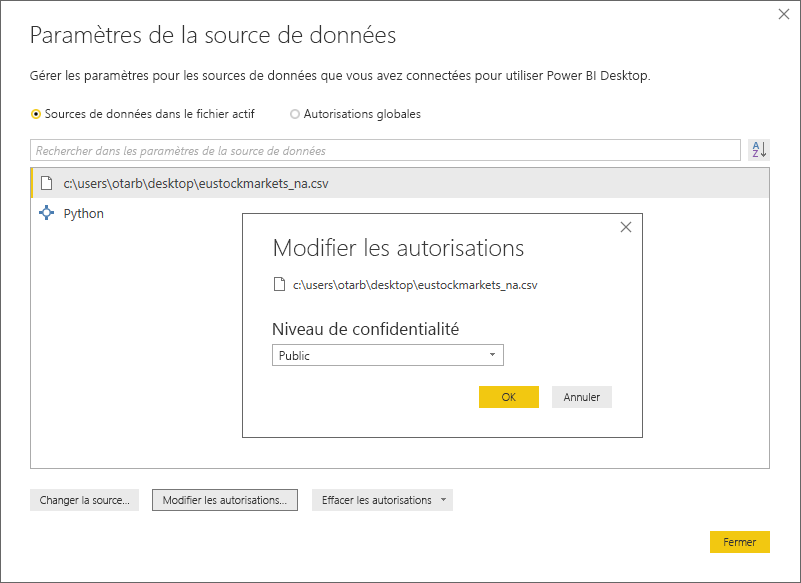 Paramètres de la source de données
Gérer les paramètres pour les sources de données que vous avez connectées pour utiliser Power BI Desktop.
Sources de données dans le fichier actif
Autorisations globales
Rechercher dans les paramètres de la source de données
A
Z
c:\users\otarb\desktop\eustockmarkets_na.csv
Python
Modifier les autorisations
c:\users\otarb\desktop\eustockmarkets_na.csv
Niveau de confidentialité
Public
OK
Annuler
Changer la source...
Modifier les autorisations...
Effacer les autorisations
Fermer